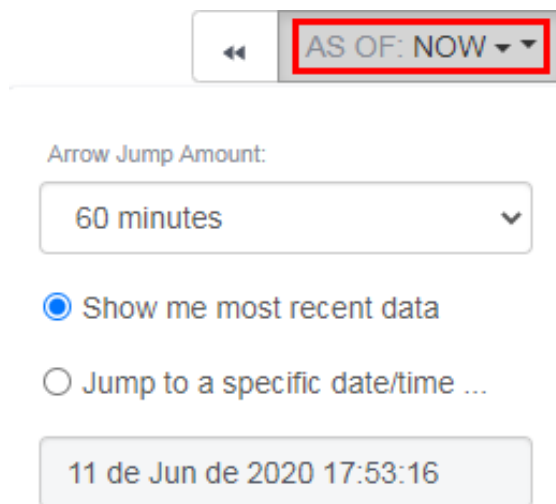 AS OF: NOW
Arrow Jump Amount:
60 minutes
Show me most recent data
Jump to a specific date/time ...
11 de Jun de 2020 17:53:16